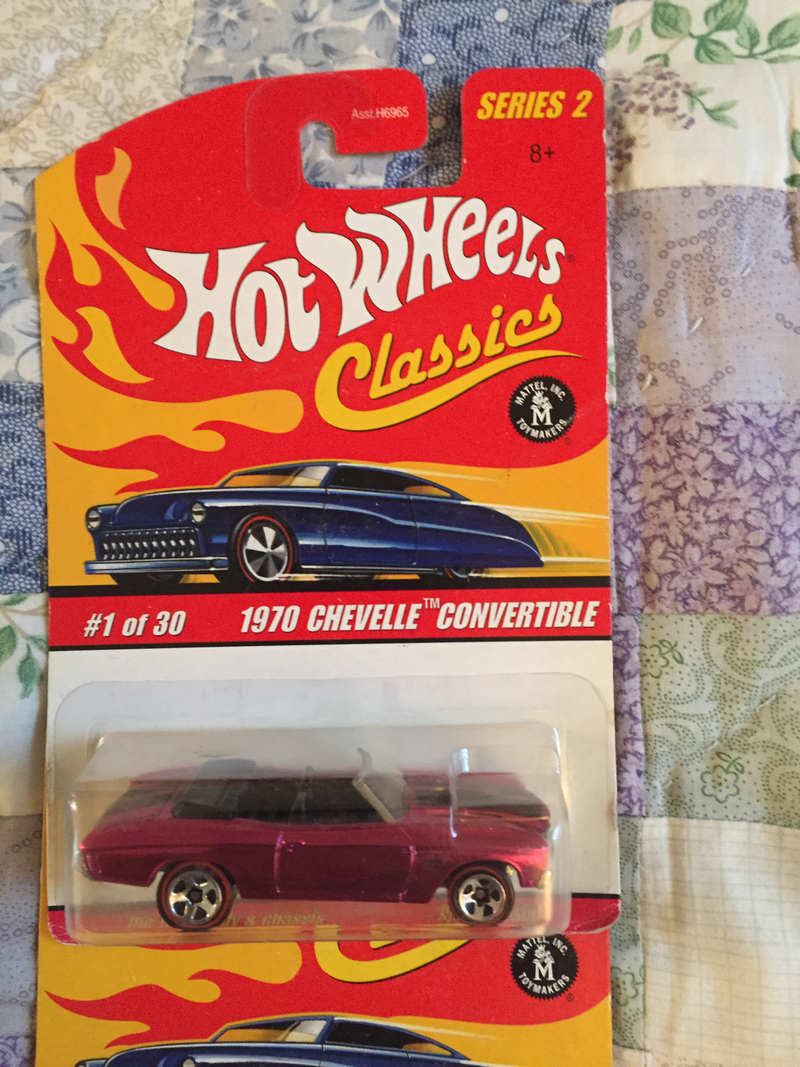 Asst.H6965
SERIES 2
8+
HOT WHEELS®
Classics
MATTEL, INC.
M
TOYMAKERS®
#1 of 30
1970 CHEVELLE™ CONVERTIBLE
& chassis
MATTEL, INC.
M
TOYMAKERS®